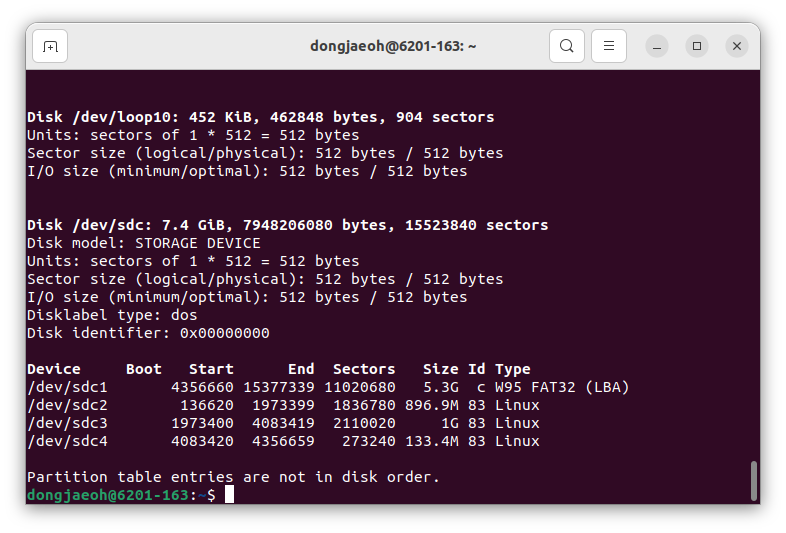 dongjaeoh@6201-163: ~
Disk /dev/loop10: 452 KiB, 462848 bytes, 904 sectors
Units: sectors of 1 * 512 = 512 bytes
Sector size (logical/physical): 512 bytes / 512 bytes
I/O size (minimum/optimal): 512 bytes / 512 bytes
Disk /dev/sdc: 7.4 GiB, 7948206080 bytes, 15523840 sectors
Disk model: STORAGE DEVICE
Units: sectors of 1 * 512 = 512 bytes
Sector size (logical/physical): 512 bytes / 512 bytes
I/O size (minimum/optimal): 512 bytes / 512 bytes
Disklabel type: dos
Disk identifier: 0x00000000
Device     Boot   Start      End  Sectors   Size Id Type
/dev/sdc1       4356660 15377339 11020680   5.3G  c W95 FAT32 (LBA)
/dev/sdc2        136620  1973399  1836780 896.9M 83 Linux
/dev/sdc3       1973400  4083419  2110020     1G 83 Linux
/dev/sdc4       4083420  4356659   273240 133.4M 83 Linux
Partition table entries are not in disk order.
dongjaeoh@6201-163:~$